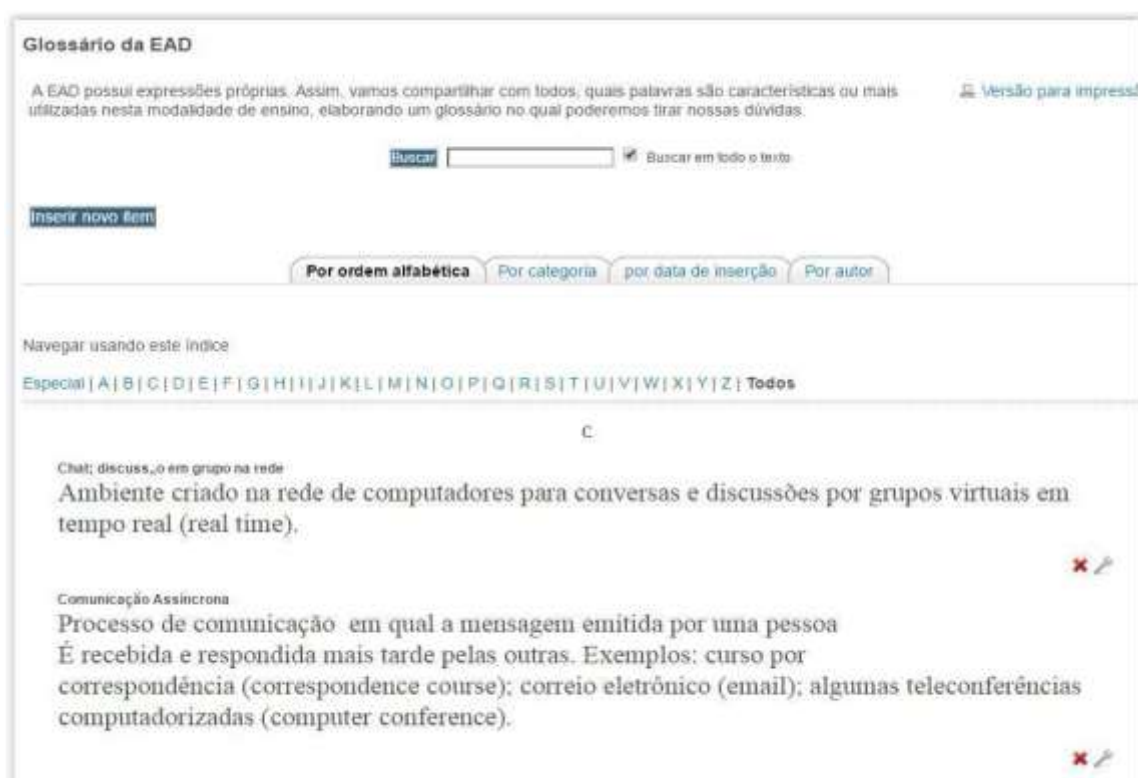 Glossário da EAD
A EAD possui expressões próprias. Assim, vamos compartilhar com todos, quais palavras são características ou mais
utilizadas nesta modalidade de ensino, elaborando um glossário no qual poderemos tirar nossas dúvidas.
Versão para impressã
Buscar Buscar em todo o texto
Inserir novo item
Por ordem alfabética Por categoria por data de inserção Por autor
Navegar usando este índice
Especial | A | B | C | D | E | F | G | H | I | J | K | L | M | N | O | P | Q | R | S | T | U | V | W | X | Y | Z | Todos
C
Chat; discuss„o em grupo na rede
Ambiente criado na rede de computadores para conversas e discussões por grupos virtuais em
tempo real (real time).
Comunicação Assíncrona
Processo de comunicação em qual a mensagem emitida por uma pessoa
É recebida e respondida mais tarde pelas outras. Exemplos: curso por
correspondência (correspondence course); correio eletrônico (email); algumas teleconferências
computadorizadas (computer conference).